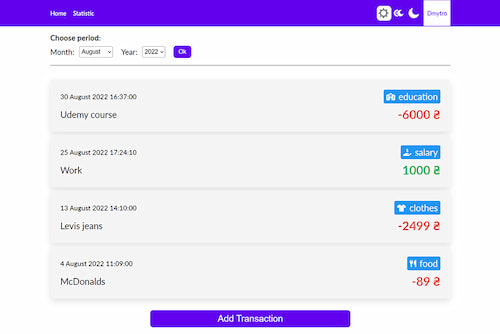 Home Statistic Dmytro
Choose period:
Month: August Year: 2022 Ok
30 August 2022 16:37:00 education
Udemy course -6000 ₴
25 August 2022 17:24:10 salary
Work 1000 ₴
13 August 2022 14:10:00 clothes
Levis jeans -2499 ₴
4 August 2022 11:09:00 food
McDonalds -89 ₴
Add Transaction